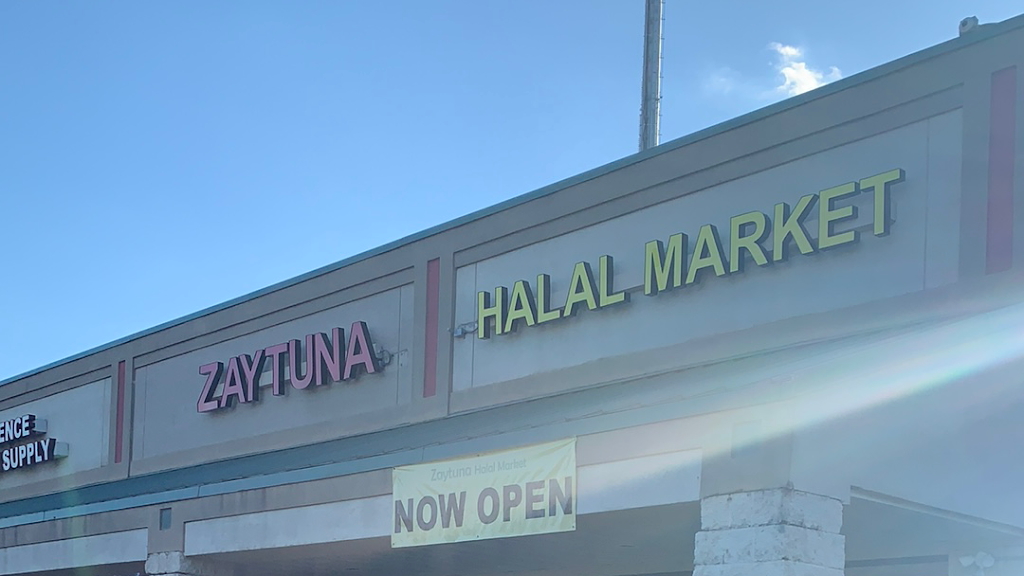 ENCE
SUPPLY
ZAYTUNA
HALAL MARKET
Zaytuna Halal Market
NOW OPEN